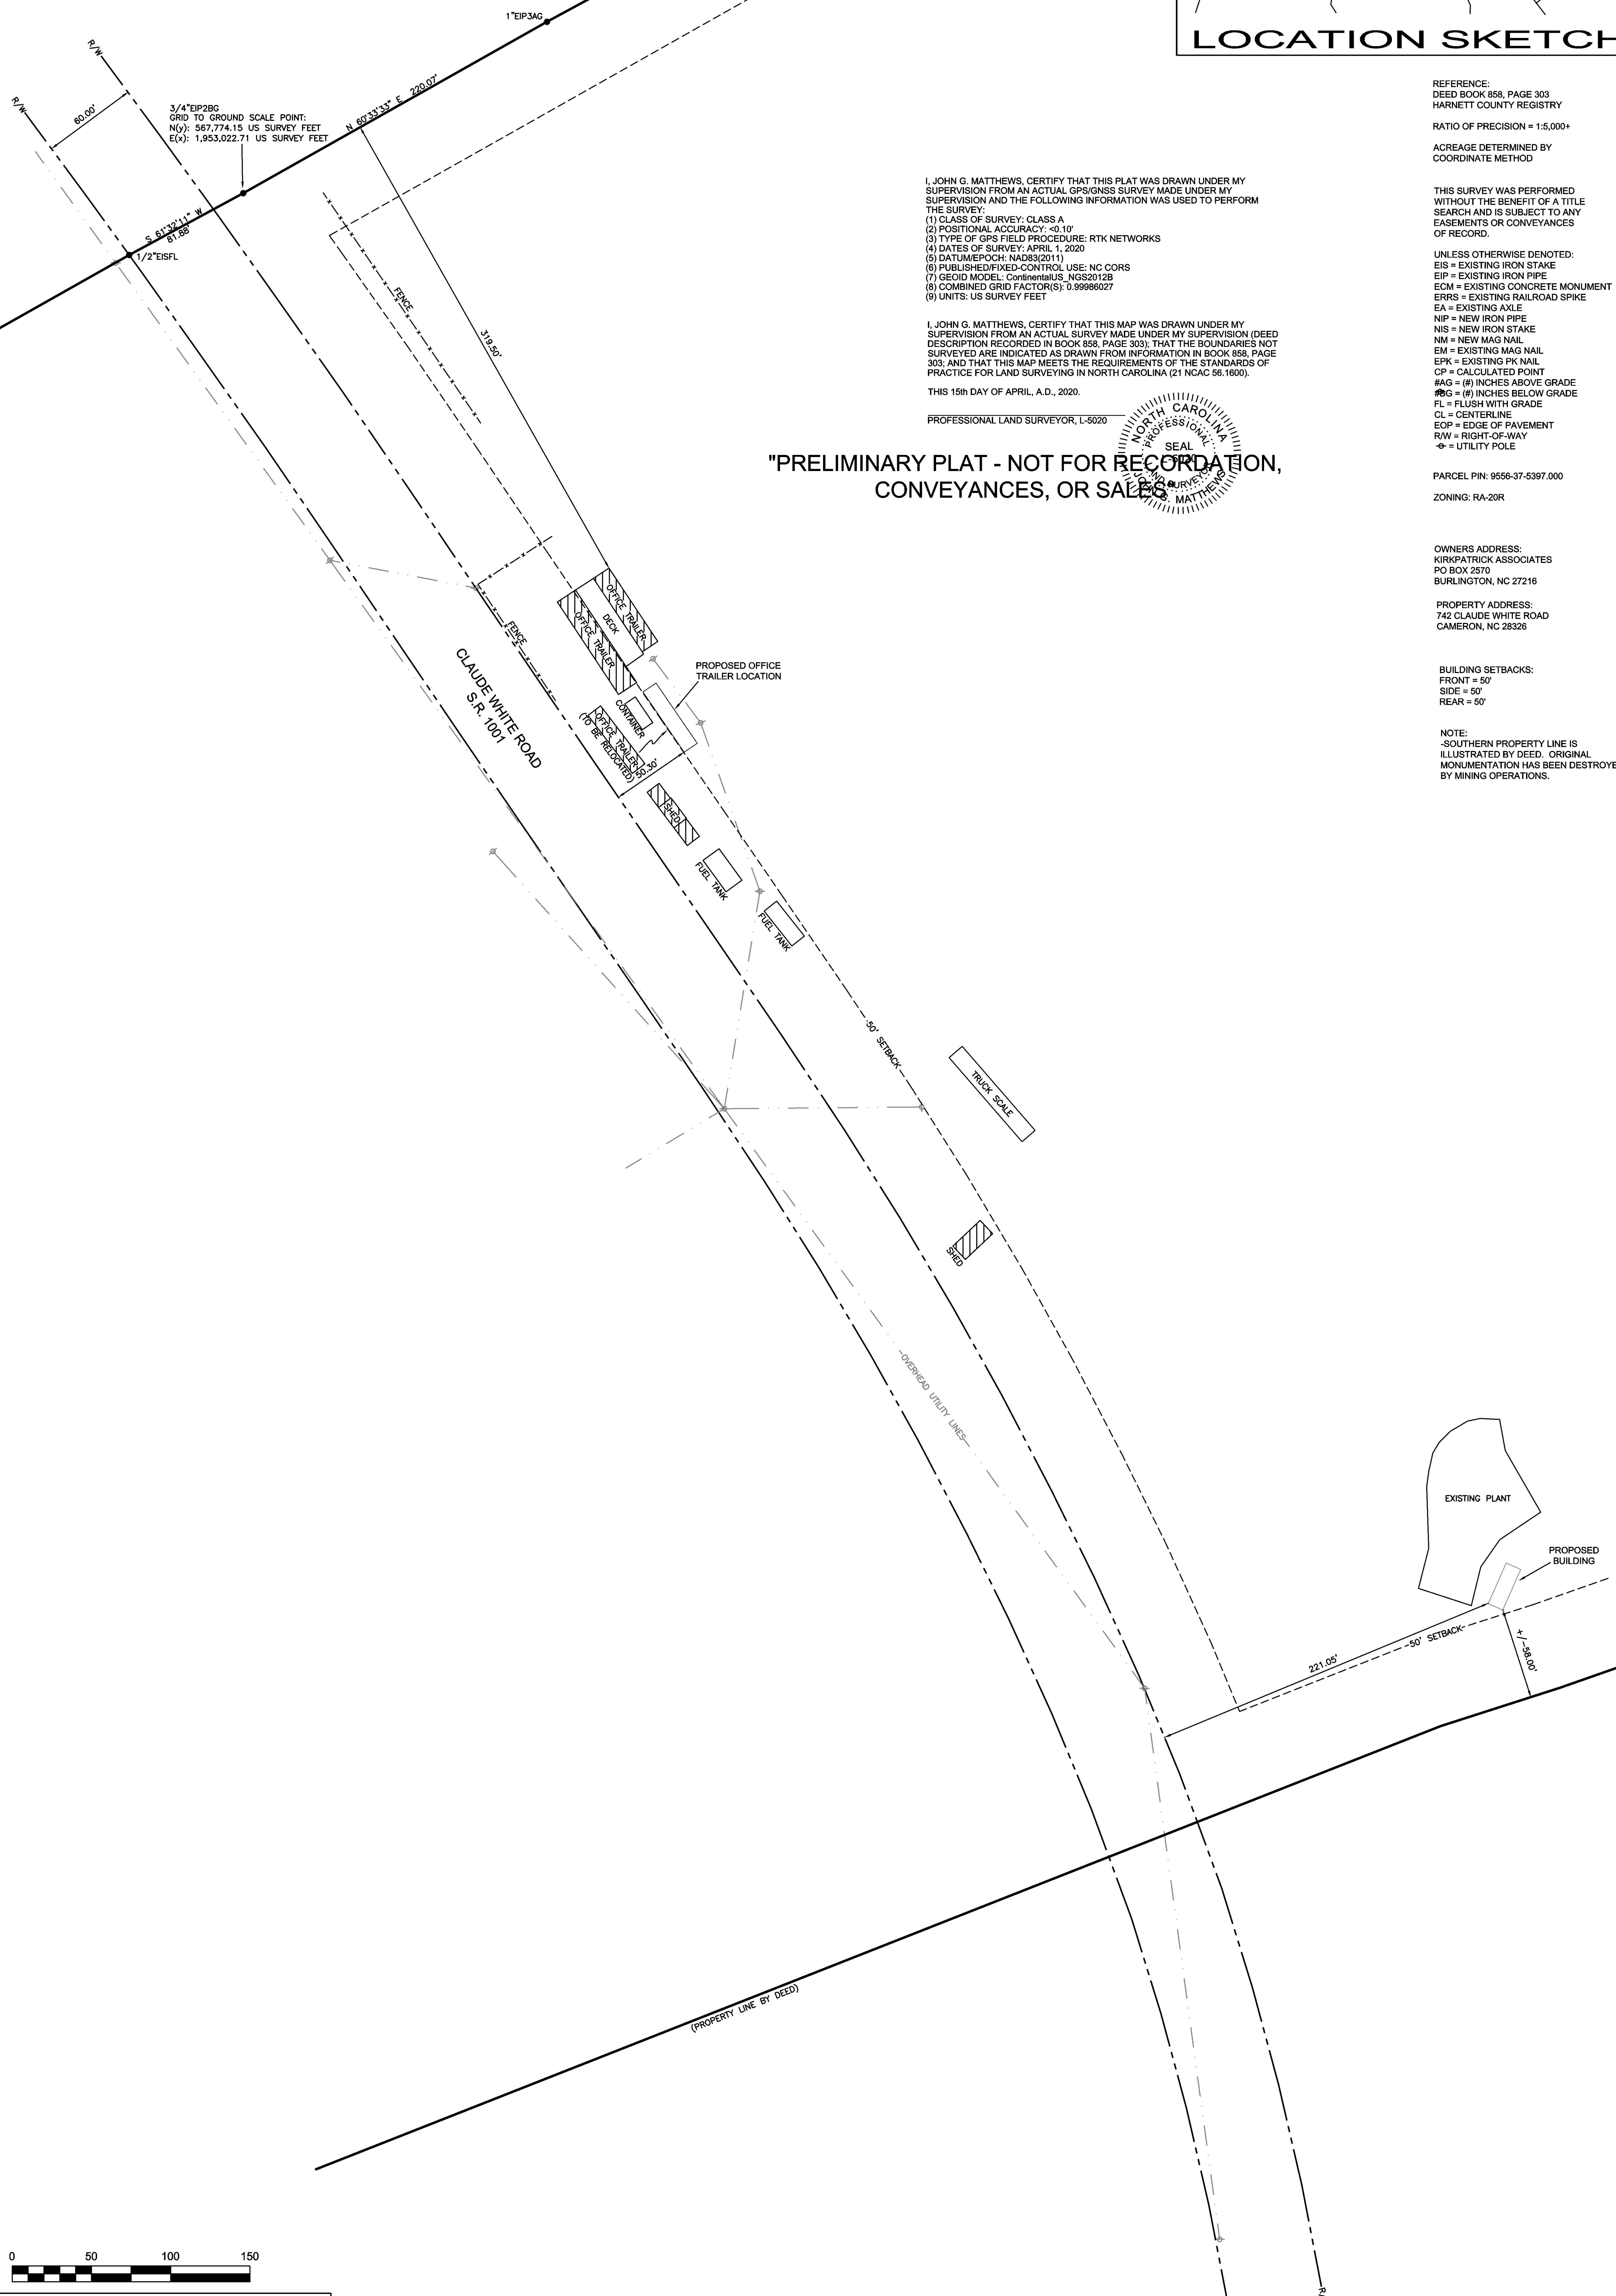 1"EIP3AG
LOCATION SKETCH
R/W
R/W
60.00'
3/4"EIP2BG
GRID TO GROUND SCALE POINT:
N(y): 567,774.15 US SURVEY FEET
E(x): 1,953,022.71 US SURVEY FEET
N 60°33'33" E 220.07'
S 61°32'11" W
81.88'
1/2"EISFL
FENCE
319.50'
I, JOHN G. MATTHEWS, CERTIFY THAT THIS PLAT WAS DRAWN UNDER MY
SUPERVISION FROM AN ACTUAL GPS/GNSS SURVEY MADE UNDER MY
SUPERVISION AND THE FOLLOWING INFORMATION WAS USED TO PERFORM
THE SURVEY:
(1) CLASS OF SURVEY: CLASS A
(2) POSITIONAL ACCURACY: <0.10'
(3) TYPE OF GPS FIELD PROCEDURE: RTK NETWORKS
(4) DATES OF SURVEY: APRIL 1, 2020
(5) DATUM/EPOCH: NAD83(2011)
(6) PUBLISHED/FIXED-CONTROL USE: NC CORS
(7) GEOID MODEL: ContinentalUS_NGS2012B
(8) COMBINED GRID FACTOR(S): 0.99986027
(9) UNITS: US SURVEY FEET
I, JOHN G. MATTHEWS, CERTIFY THAT THIS MAP WAS DRAWN UNDER MY
SUPERVISION FROM AN ACTUAL SURVEY MADE UNDER MY SUPERVISION (DEED
DESCRIPTION RECORDED IN BOOK 858, PAGE 303); THAT THE BOUNDARIES NOT
SURVEYED ARE INDICATED AS DRAWN FROM INFORMATION IN BOOK 858, PAGE
303; AND THAT THIS MAP MEETS THE REQUIREMENTS OF THE STANDARDS OF
PRACTICE FOR LAND SURVEYING IN NORTH CAROLINA (21 NCAC 56.1600).
THIS 15th DAY OF APRIL, A.D., 2020.
PROFESSIONAL LAND SURVEYOR, L-5020
NORTH CAROLINA
PROFESSIONAL
SEAL
L-5020
LAND SURVEYOR
JOHN G. MATTHEWS
"PRELIMINARY PLAT - NOT FOR RECORDATION,
CONVEYANCES, OR SALES"
REFERENCE:
DEED BOOK 858, PAGE 303
HARNETT COUNTY REGISTRY
RATIO OF PRECISION = 1:5,000+
ACREAGE DETERMINED BY
COORDINATE METHOD
THIS SURVEY WAS PERFORMED
WITHOUT THE BENEFIT OF A TITLE
SEARCH AND IS SUBJECT TO ANY
EASEMENTS OR CONVEYANCES
OF RECORD.
UNLESS OTHERWISE DENOTED:
EIS = EXISTING IRON STAKE
EIP = EXISTING IRON PIPE
ECM = EXISTING CONCRETE MONUMENT
ERRS = EXISTING RAILROAD SPIKE
EA = EXISTING AXLE
NIP = NEW IRON PIPE
NIS = NEW IRON STAKE
NM = NEW MAG NAIL
EM = EXISTING MAG NAIL
EPK = EXISTING PK NAIL
CP = CALCULATED POINT
#AG = (#) INCHES ABOVE GRADE
#BG = (#) INCHES BELOW GRADE
FL = FLUSH WITH GRADE
CL = CENTERLINE
EOP = EDGE OF PAVEMENT
R/W = RIGHT-OF-WAY
= UTILITY POLE
PARCEL PIN: 9556-37-5397.000
ZONING: RA-20R
OWNERS ADDRESS:
KIRKPATRICK ASSOCIATES
PO BOX 2570
BURLINGTON, NC 27216
PROPERTY ADDRESS:
742 CLAUDE WHITE ROAD
CAMERON, NC 28326
BUILDING SETBACKS:
FRONT = 50'
SIDE = 50'
REAR = 50'
NOTE:
-SOUTHERN PROPERTY LINE IS
ILLUSTRATED BY DEED. ORIGINAL
MONUMENTATION HAS BEEN DESTROYE
BY MINING OPERATIONS.
OFFICE TRAILER
DECK
OFFICE TRAILER
FENCE
PROPOSED OFFICE
TRAILER LOCATION
CLAUDE WHITE ROAD
S.R. 1001
CONTAINER
OFFICE TRAILER
(TO BE RELOCATED)
50.30'
SHED
FUEL TANK
FUEL TANK
50' SETBACK
TRUCK SCALE
SHED
OVERHEAD UTILITY LINES
EXISTING PLANT
PROPOSED
BUILDING
50' SETBACK
221.05'
+/-58.00'
(PROPERTY LINE BY DEED)
0 50 100 150
R/